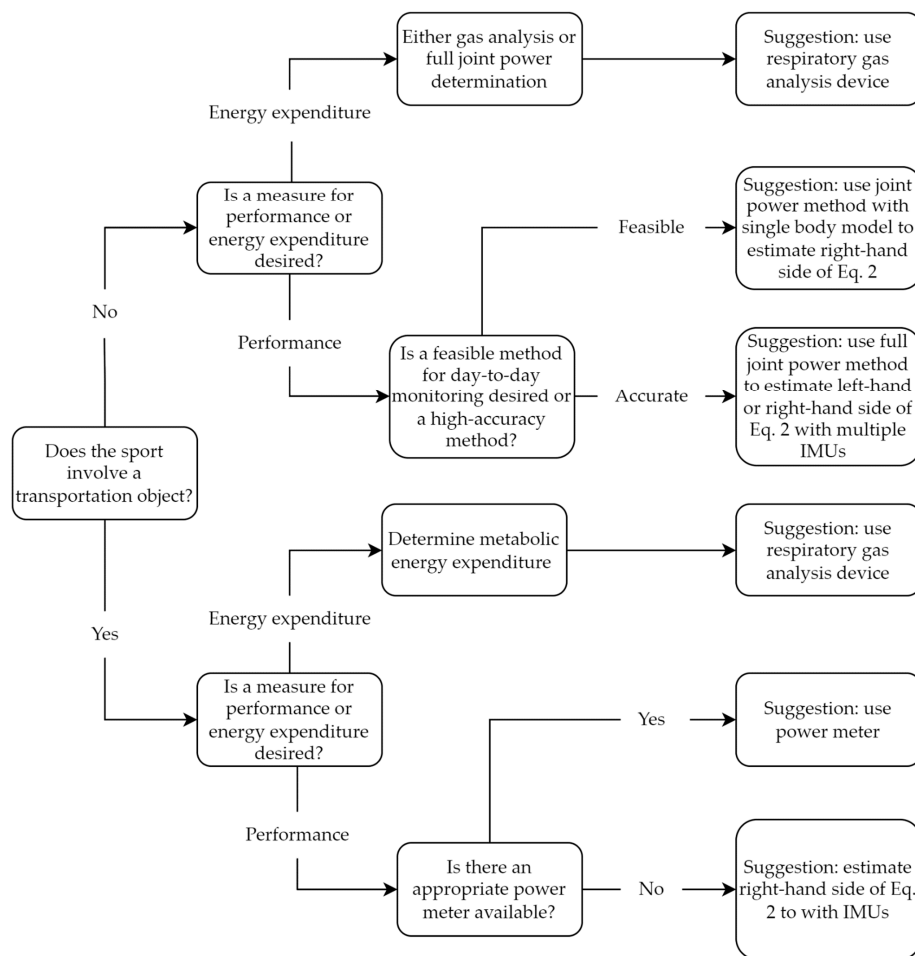 Either gas analysis or
full joint power
determination
Suggestion: use
respiratory gas
analysis device
Energy expenditure
Is a measure for
performance or
energy expenditure
desired?
Feasible
Suggestion: use joint
power method with
single body model to
estimate right-hand
side of Eq. 2
No
Performance
Is a feasible method
for day-to-day
monitoring desired or
a high-accuracy
method?
Accurate
Suggestion: use full
joint power method
to estimate left-hand
or right-hand side of
Eq. 2 with multiple
IMUs
Does the sport
involve a
transportation object?
Determine metabolic
energy expenditure
Suggestion: use
respiratory gas
analysis device
Energy expenditure
Yes
Is a measure for
performance or
energy expenditure
desired?
Yes
Suggestion: use
power meter
Performance
Is there an
appropriate power
meter available?
No
Suggestion: estimate
right-hand side of Eq.
2 to with IMUs